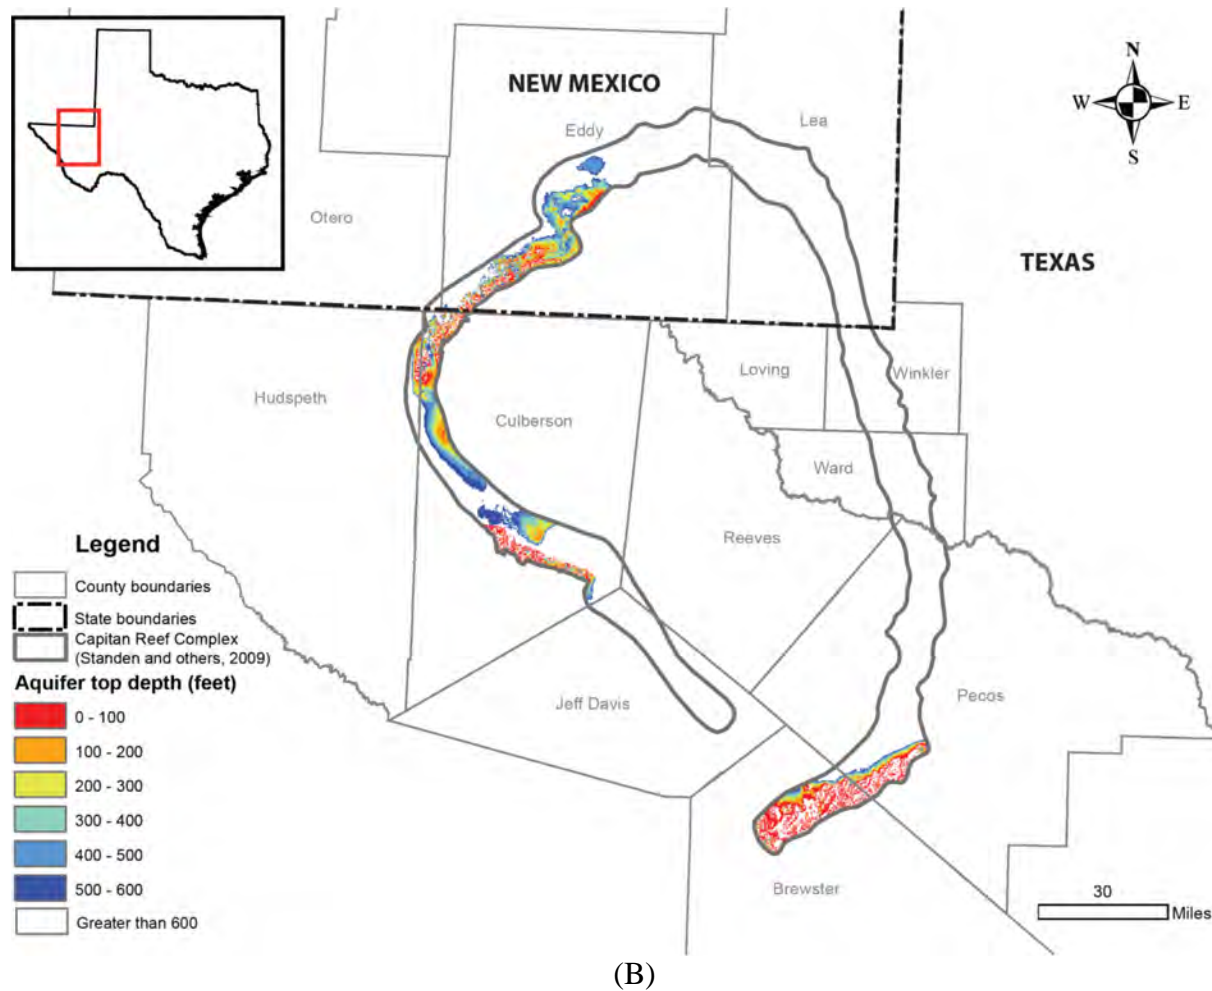 NEW MEXICO
Eddy
Lea
N
W E
S
Otero
TEXAS
Hudspeth
Culberson
Loving
Winkler
Ward
Reeves
Legend
County boundaries
State boundaries
Capitan Reef Complex
(Standen and others, 2009)
Aquifer top depth (feet)
0 - 100
100 - 200
200 - 300
300 - 400
400 - 500
500 - 600
Greater than 600
Jeff Davis
Pecos
Brewster
30
Miles
(B)